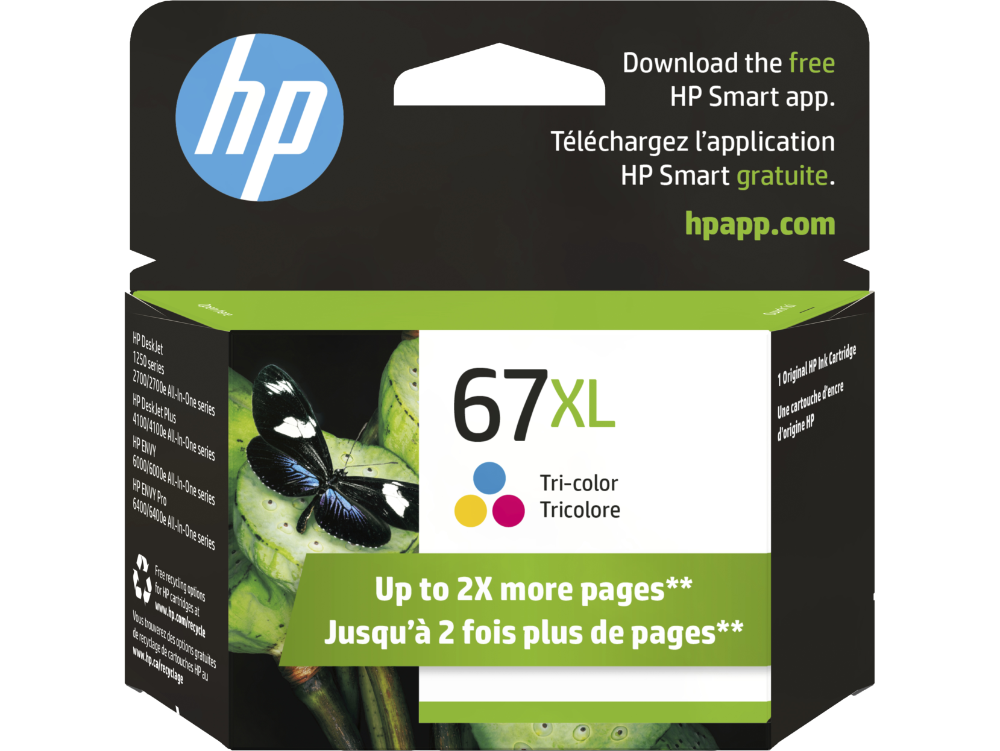 hp
Download the free
HP Smart app.
Téléchargez l'application
HP Smart gratuite.
hpapp.com
Open here
Ouvrir ici
HP DeskJet
1250 series
2700/2700e All-In-One series
HP DeskJet Plus
4100/4100e All-In-One series
HP ENVY
6000/6000e All-In-One series
HP ENVY Pro
6400/6400e All-In-One series
Free recycling options
for HP cartridges at
www.hp.com/recycle
Vous trouverez des options gratuites
de recyclage de cartouches HP au
www.hp.ca/recyclage
67XL
Tri-color
Tricolore
Up to 2X more pages**
Jusqu'à 2 fois plus de pages**
1 Original HP Ink Cartridge
Une cartouche d'encre
d'origine HP